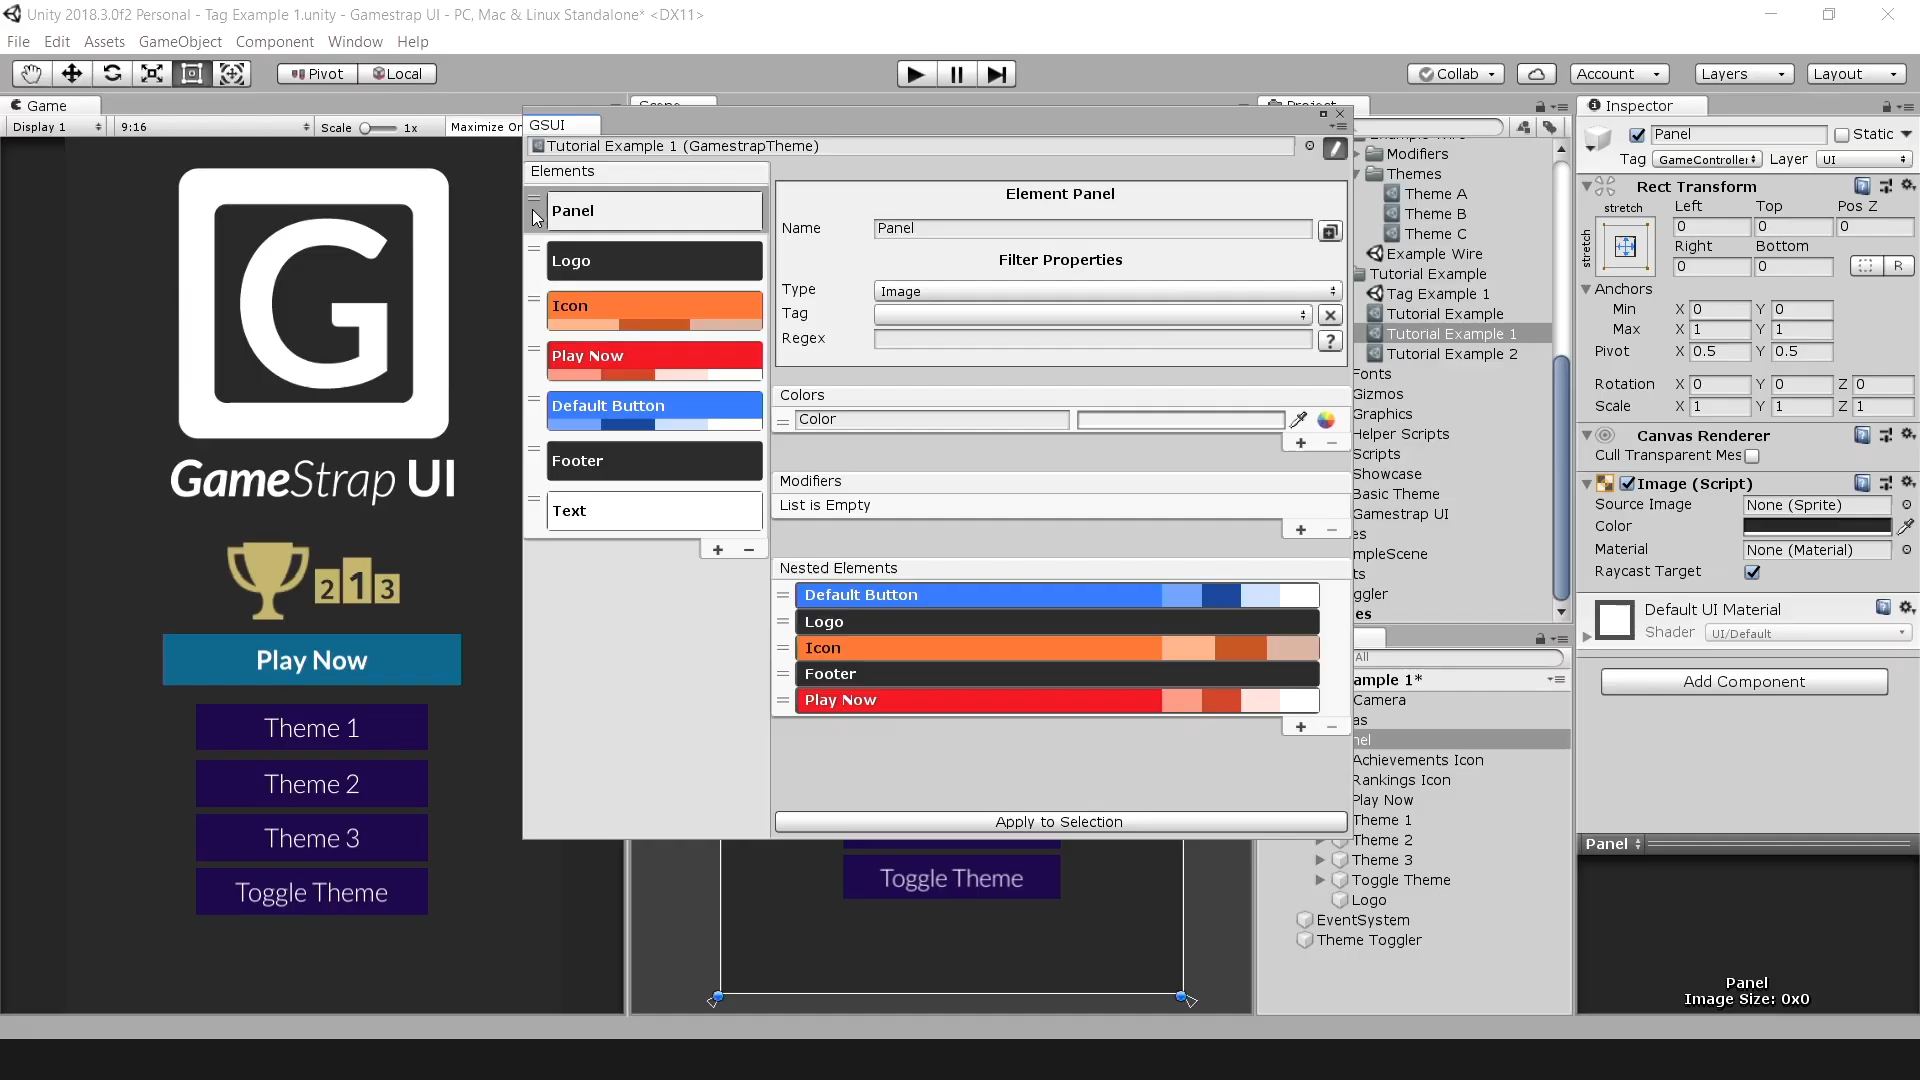 Unity 2018.3.0f2 Personal - Tag Example 1.unity - Gamestrap UI - PC, Mac & Linux Standalone* <DX11>
File Edit Assets GameObject Component Window Help
Pivot Local Collab Account Layers Layout
Game
Display 1 9:16 Scale 1x Maximize On
G
GameStrap UI
2 1 3
Play Now
Theme 1
Theme 2
Theme 3
Toggle Theme
GSUI
Tutorial Example 1 (GamestrapTheme)
Elements
Panel
Logo
Icon
Play Now
Default Button
Footer
Text
Element Panel
Name Panel
Filter Properties
Type Image
Tag
Regex ?
Colors
Color
Modifiers
List is Empty
Nested Elements
Default Button
Logo
Icon
Footer
Play Now
Apply to Selection
Toggle Theme
Project
Modifiers
Themes
Theme A
Theme B
Theme C
Example Wire
Tutorial Example
Tag Example 1
Tutorial Example
Tutorial Example 1
Tutorial Example 2
Fonts
Gizmos
Graphics
Helper Scripts
Scripts
Showcase
Basic Theme
Gamestrap UI
es
mpleScene
ts
ggler
es
All
ample 1*
Camera
as
nel
Achievements Icon
Rankings Icon
Play Now
Theme 1
Theme 2
Theme 3
Toggle Theme
Logo
EventSystem
Theme Toggler
Inspector
Panel Static
Tag GameController Layer UI
Rect Transform
stretch Left Top Pos Z
stretch 0 0 0
Right Bottom
0 0 R
Anchors
Min X 0 Y 0
Max X 1 Y 1
Pivot X 0.5 Y 0.5
Rotation X 0 Y 0 Z 0
Scale X 1 Y 1 Z 1
Canvas Renderer
Cull Transparent Mes
Image (Script)
Source Image None (Sprite)
Color
Material None (Material)
Raycast Target
Default UI Material
Shader UI/Default
Add Component
Panel
Panel
Image Size: 0x0